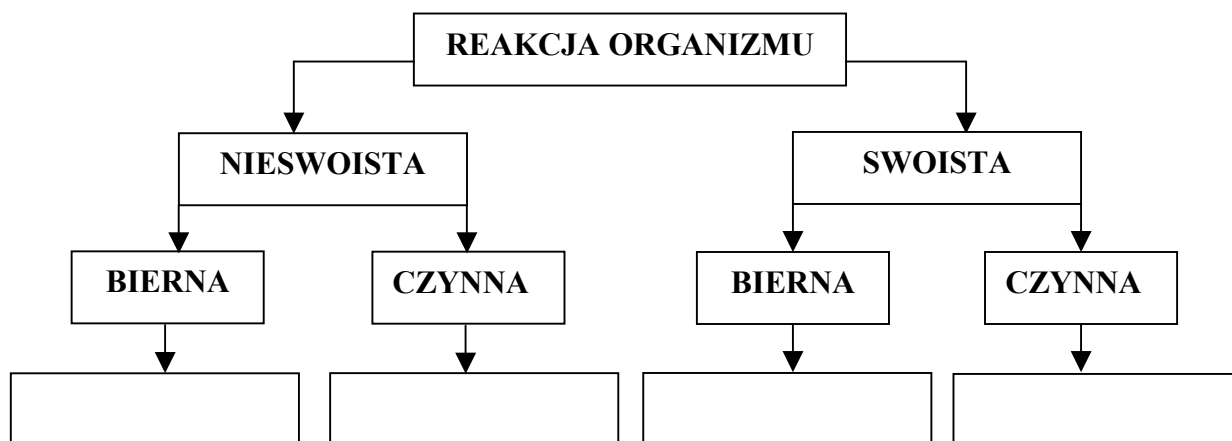 REAKCJA ORGANIZMU
NIESWOISTA
SWOISTA
BIERNA
CZYNNA
BIERNA
CZYNNA